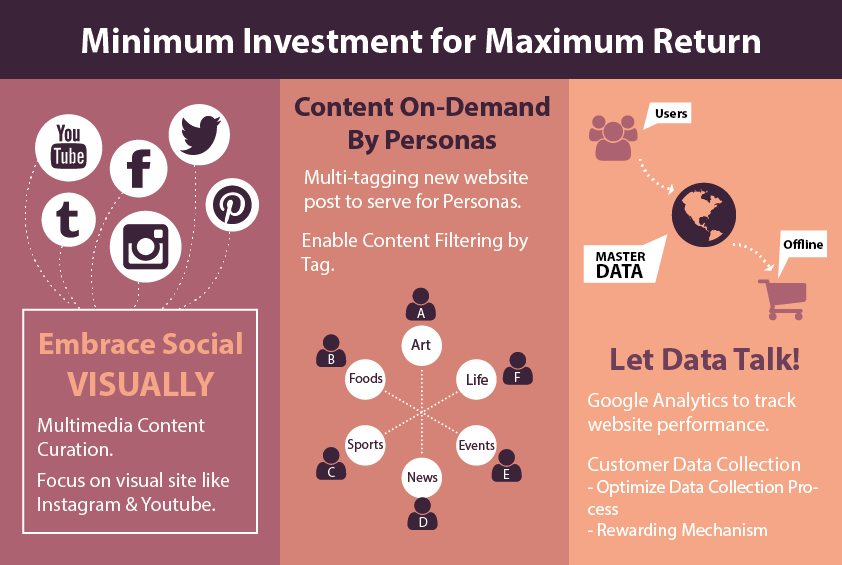 Minimum Investment for Maximum Return
You
Tube
f
t
Embrace Social
VISUALLY
Multimedia Content
Curation.
Focus on visual site like
Instagram & Youtube.
Content On-Demand
By Personas
Multi-tagging new website
post to serve for Personas.
Enable Content Filtering by
Tag.
A
Art
B
Foods
Life
F
Sports
C
Events
E
News
D
Users
MASTER
DATA
Offline
Let Data Talk!
Google Analytics to track
website performance.
Customer Data Collection
- Optimize Data Collection Pro-
cess
- Rewarding Mechanism